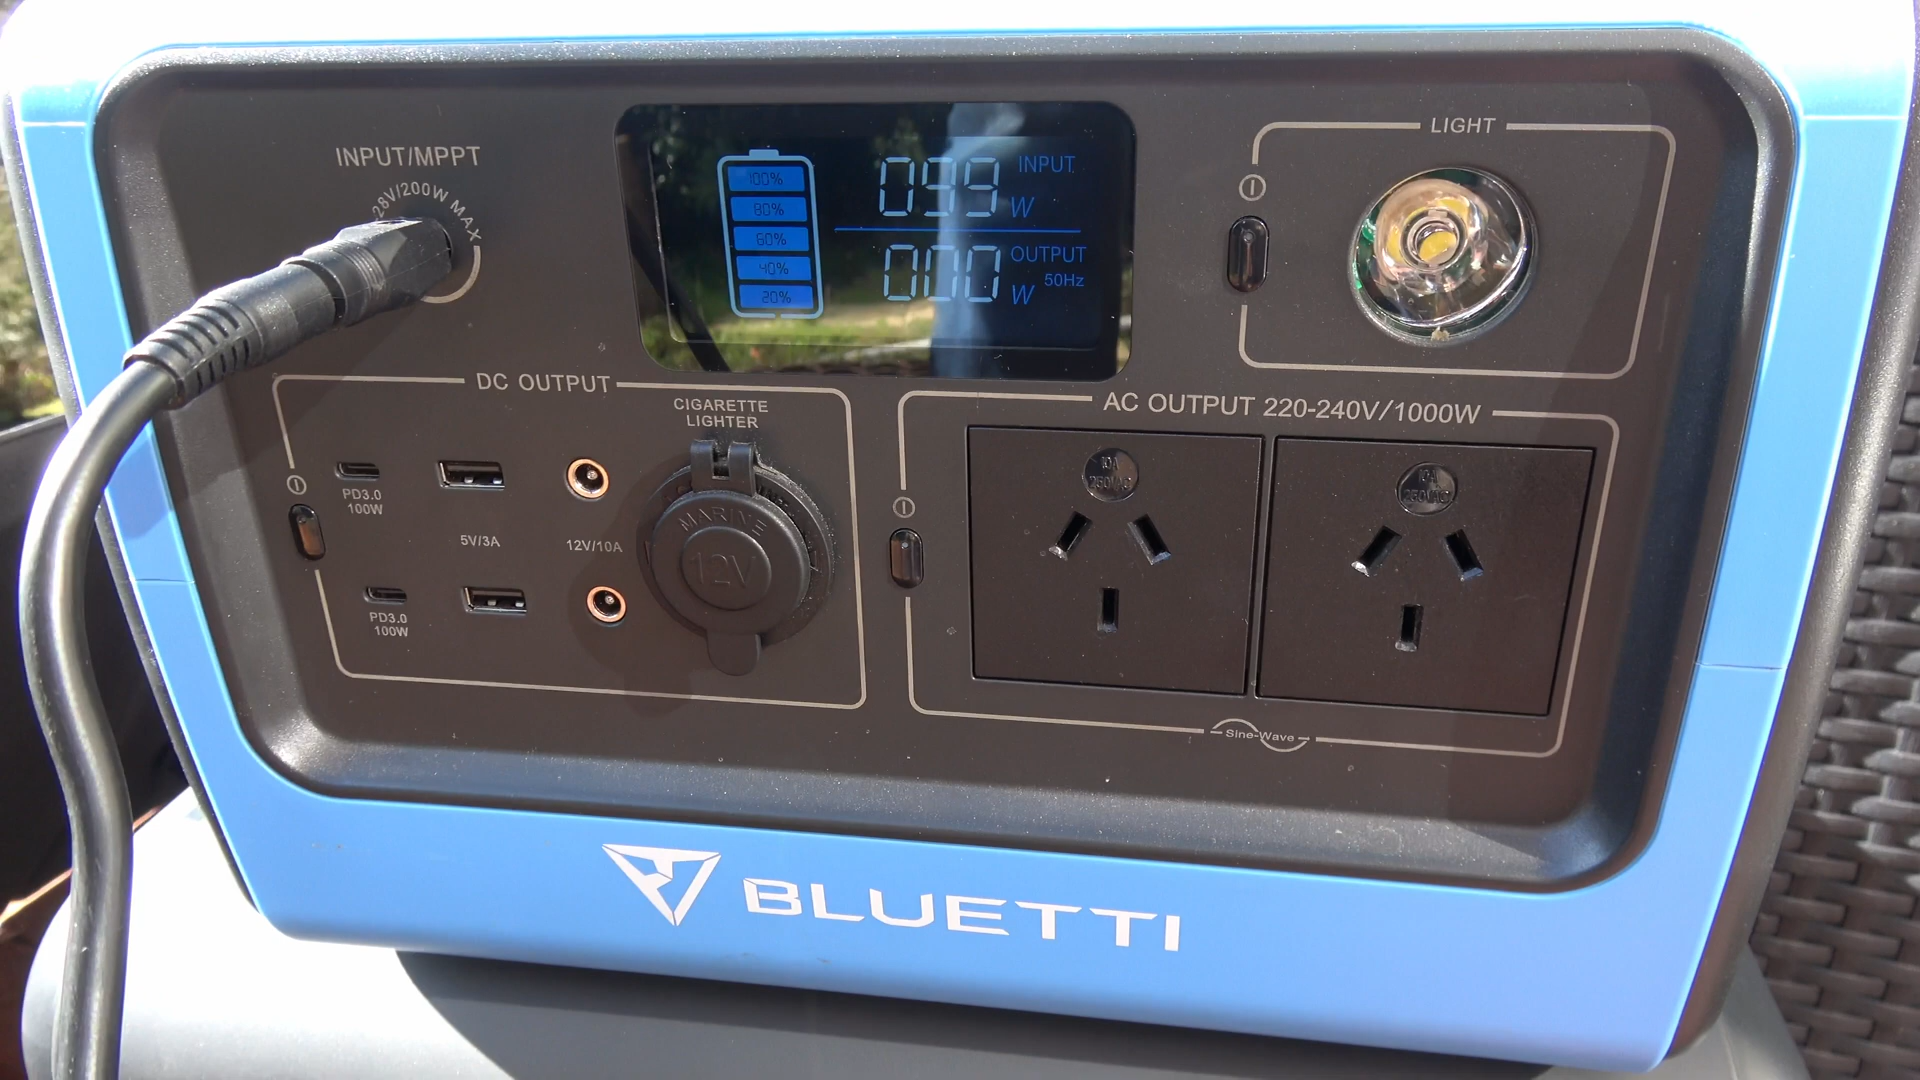 INPUT/MPPT
28V/200W MAX
100%
80%
60%
40%
20%
099 INPUT
W
000 OUTPUT
W 50Hz
LIGHT
DC OUTPUT
CIGARETTE
LIGHTER
PD3.0
100W
5V/3A
12V/10A
MARINE
12V
PD3.0
100W
AC OUTPUT 220-240V/1000W
10A
250VAC
10A
250VAC
Sine-Wave
BLUETTI